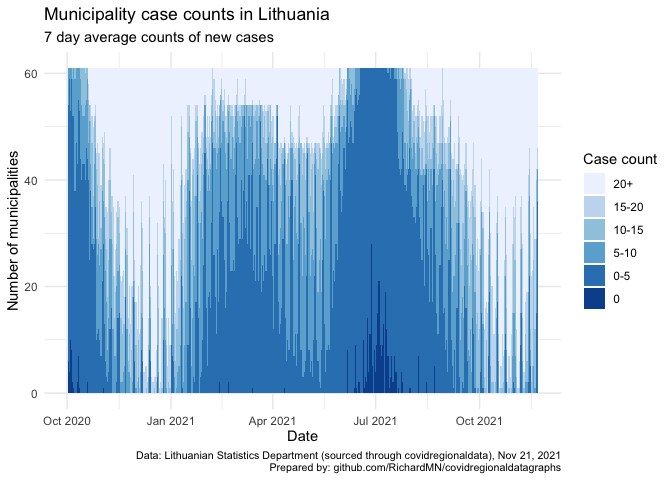 Municipality case counts in Lithuania
7 day average counts of new cases
Number of municipalities
60
40
20
0
Oct 2020 Jan 2021 Apr 2021 Jul 2021 Oct 2021
Date
Case count
20+
15-20
10-15
5-10
0-5
0
Data: Lithuanian Statistics Department (sourced through covidregionaldata), Nov 21, 2021
Prepared by: github.com/RichardMN/covidregionaldatagraphs